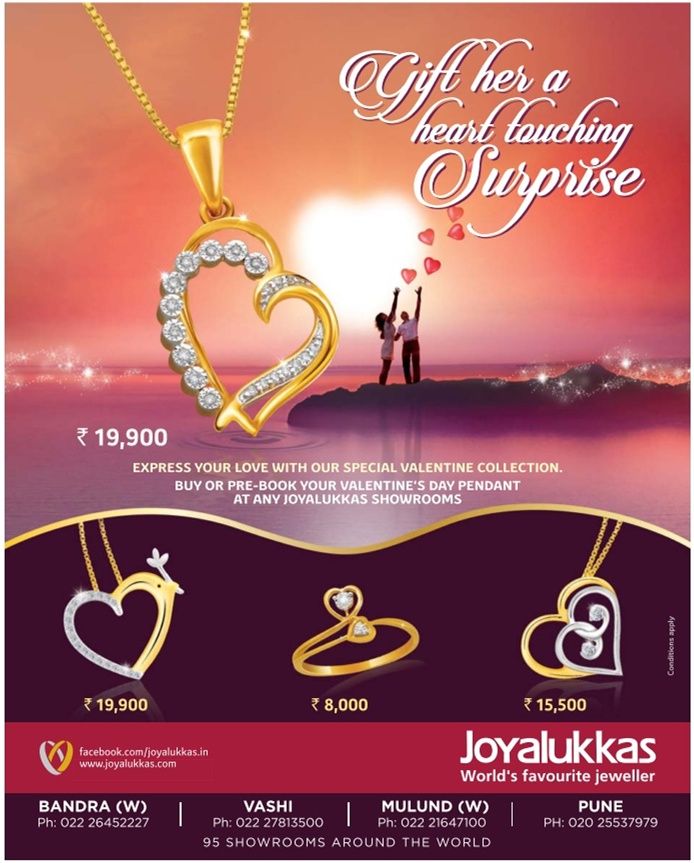 Gift her a
heart touching
Surprise
₹ 19,900
EXPRESS YOUR LOVE WITH OUR SPECIAL VALENTINE COLLECTION.
BUY OR PRE-BOOK YOUR VALENTINE'S DAY PENDANT
AT ANY JOYALUKKAS SHOWROOMS
₹ 19,900
₹ 8,000
₹ 15,500
Conditions apply
facebook.com/joyalukkas.in
www.joyalukkas.com
Joyalukkas
World's favourite jeweller
BANDRA (W)
Ph: 022 26452227
VASHI
Ph: 022 27813500
MULUND (W)
Ph: 022 21647100
PUNE
PH: 020 25537979
95 SHOWROOMS AROUND THE WORLD